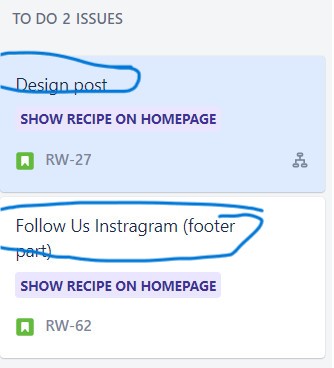 TO DO 2 ISSUES
Design post
SHOW RECIPE ON HOMEPAGE
RW-27
Follow Us Instragram (footer
part)
SHOW RECIPE ON HOMEPAGE
RW-62